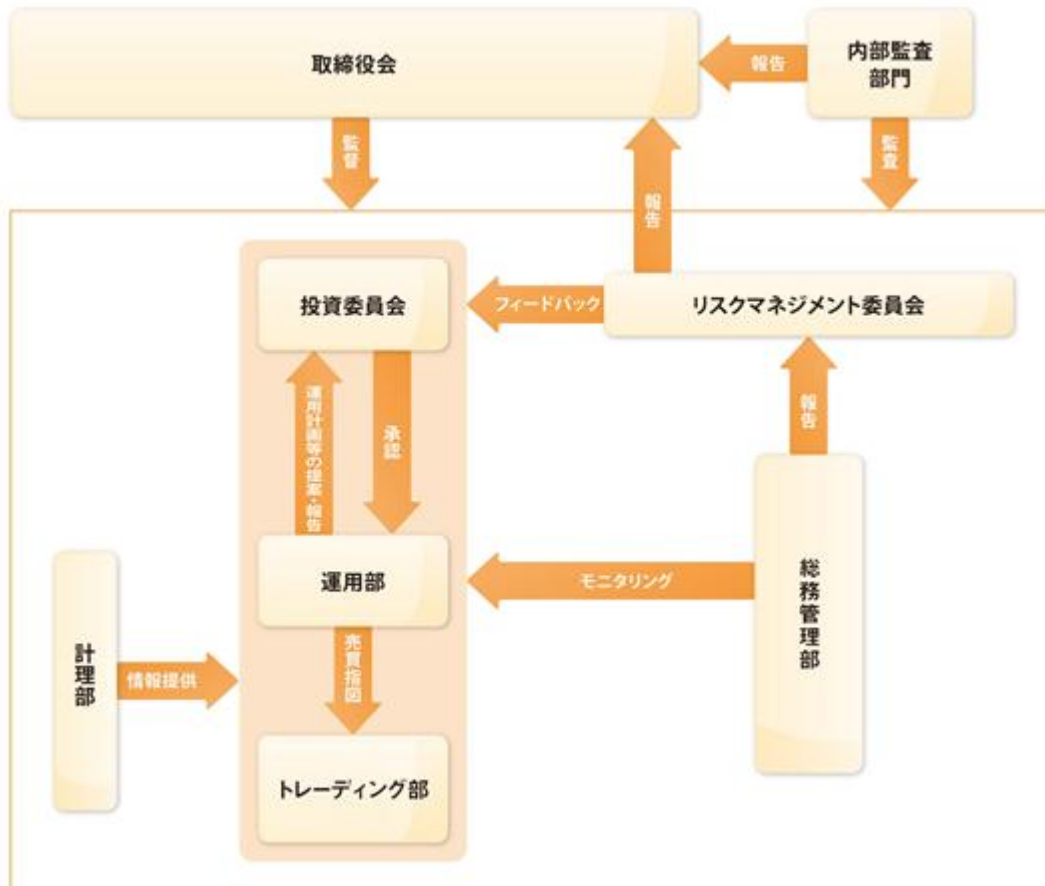 取締役会
報告
内部監査
部門
監督
監査
報告
投資委員会
フィードバック
リスクマネジメント委員会
運用計画等の提案・報告
承認
報告
運用部
モニタリング
総務管理部
計理部
情報提供
売買指図
トレーディング部